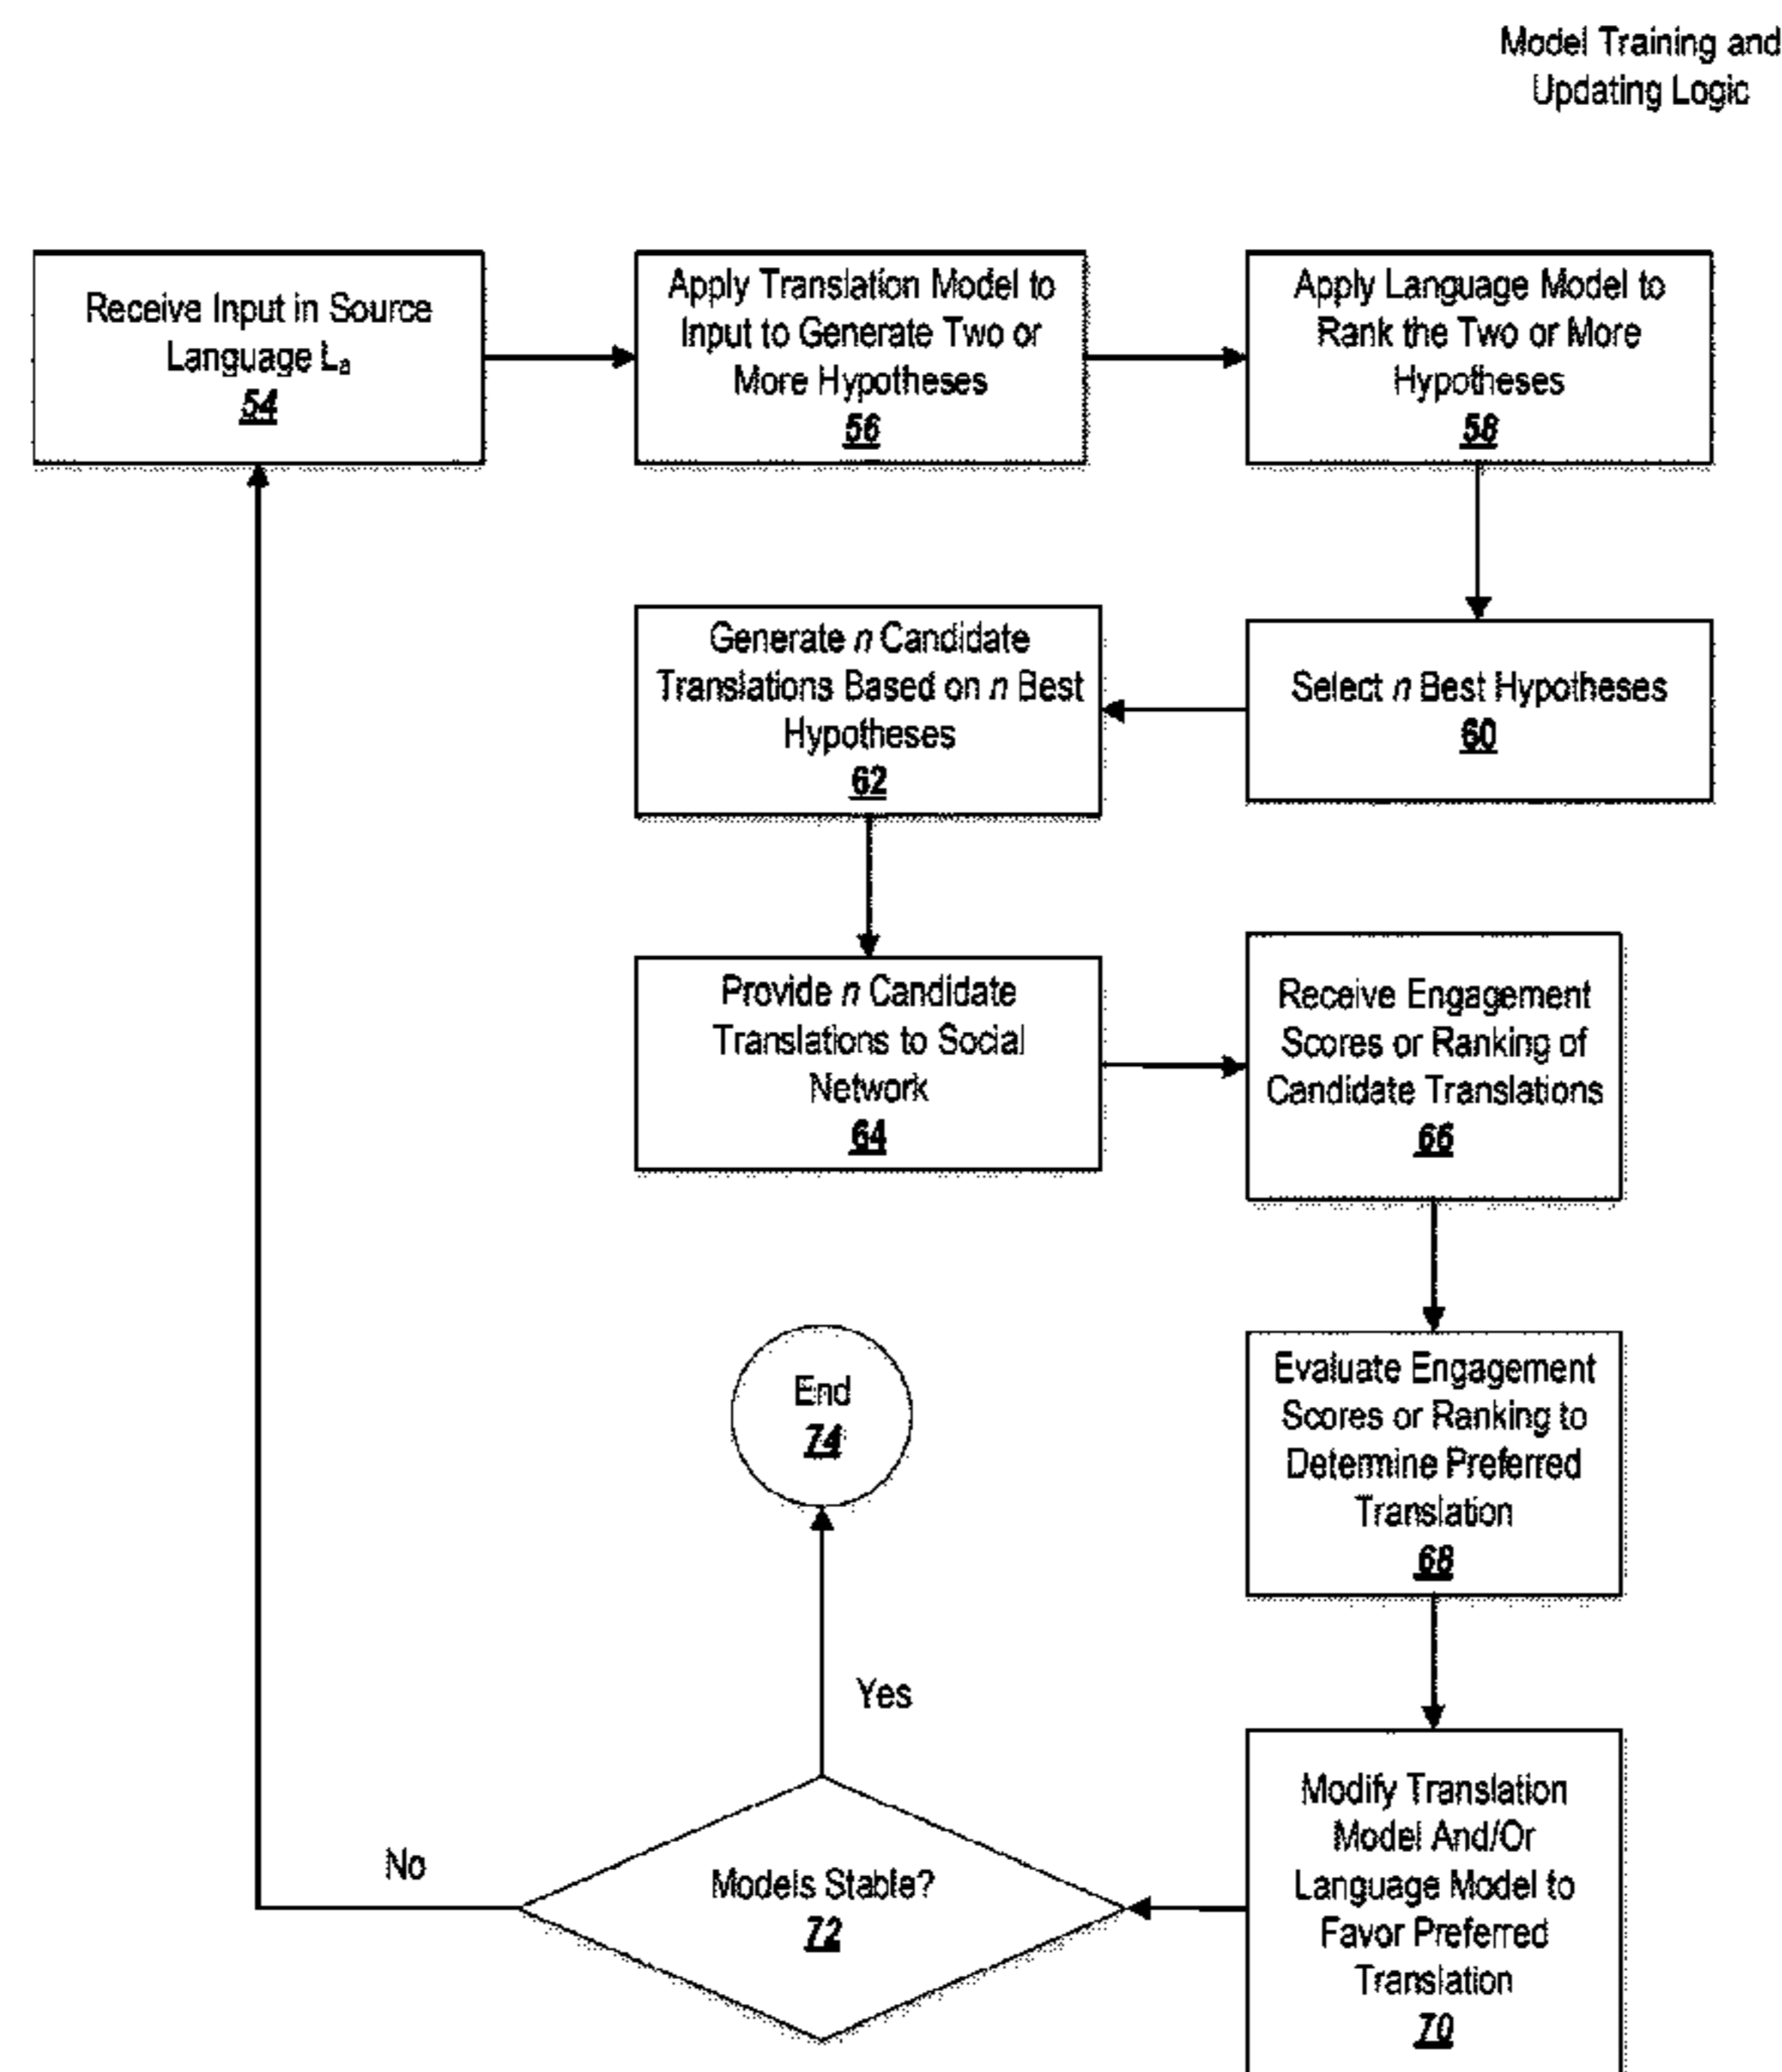 Model Training and
Updating Logic
Receive Input in Source
Language La
54
Apply Translation Model to
Input to Generate Two or
More Hypotheses
56
Apply Language Model to
Rank the Two or More
Hypotheses
58
Select n Best Hypotheses
60
Generate n Candidate
Translations Based on n Best
Hypotheses
62
Provide n Candidate
Translations to Social
Network
64
Receive Engagement
Scores or Ranking of
Candidate Translations
66
Evaluate Engagement
Scores or Ranking to
Determine Preferred
Translation
68
Modify Translation
Model And/Or
Language Model to
Favor Preferred
Translation
70
Models Stable?
72
Yes
No
End
74